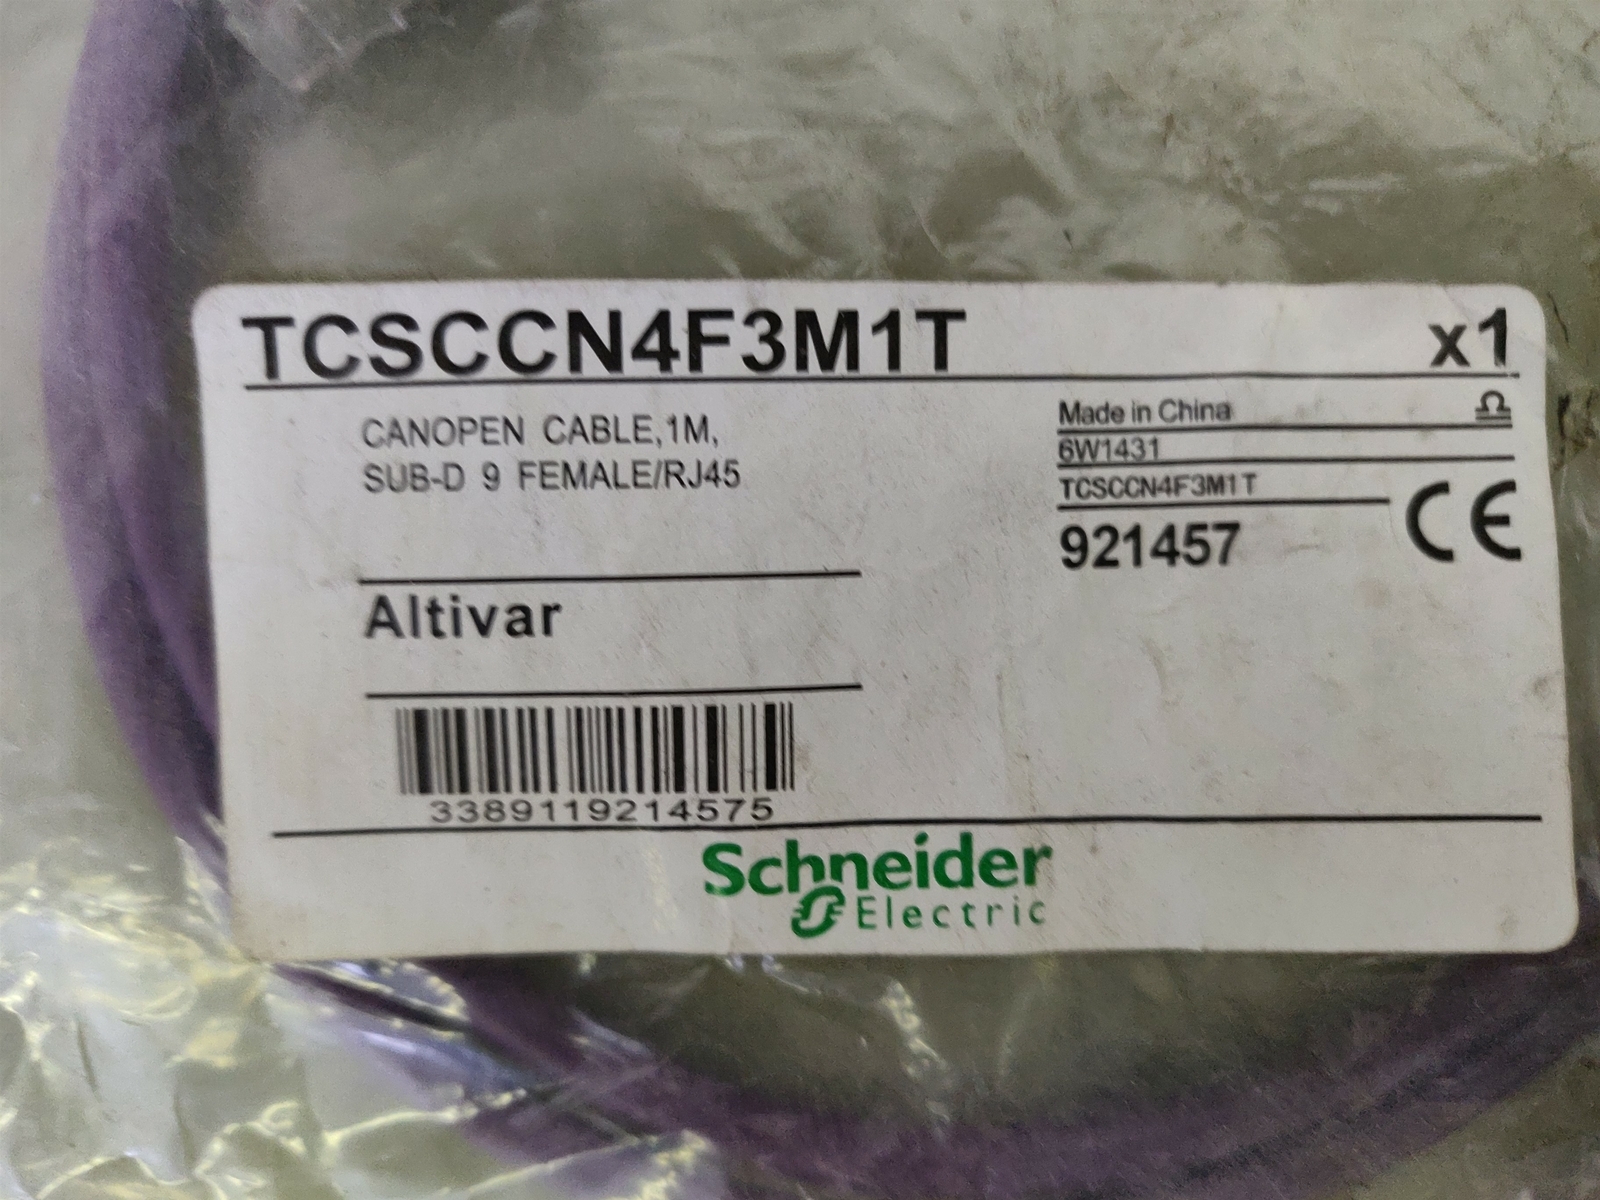 TCSCCN4F3M1T x1
CANOPEN CABLE,1M,
SUB-D 9 FEMALE/RJ45
Made in China
6W1431
TCSCCN4F3M1T
921457
CE
Altivar
3389119214575
Schneider
Electric